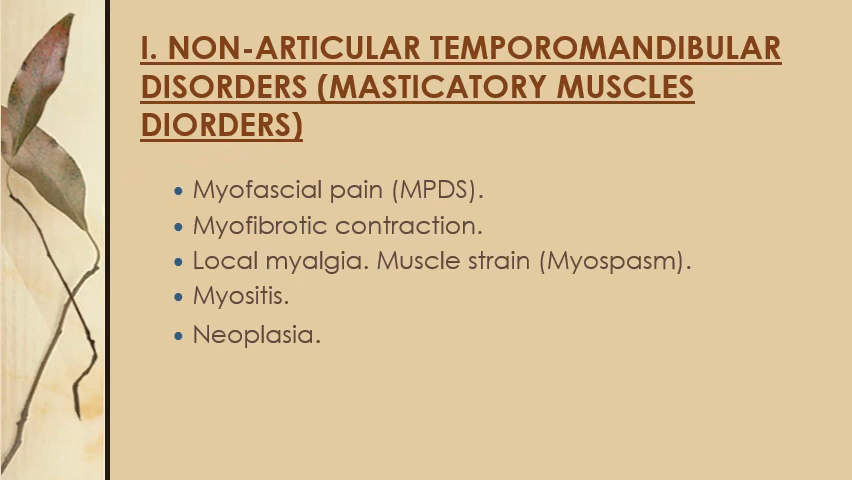 I. NON-ARTICULAR TEMPOROMANDIBULAR
DISORDERS (MASTICATORY MUSCLES
DIORDERS)
• Myofascial pain (MPDS).
• Myofibrotic contraction.
• Local myalgia. Muscle strain (Myospasm).
• Myositis.
• Neoplasia.